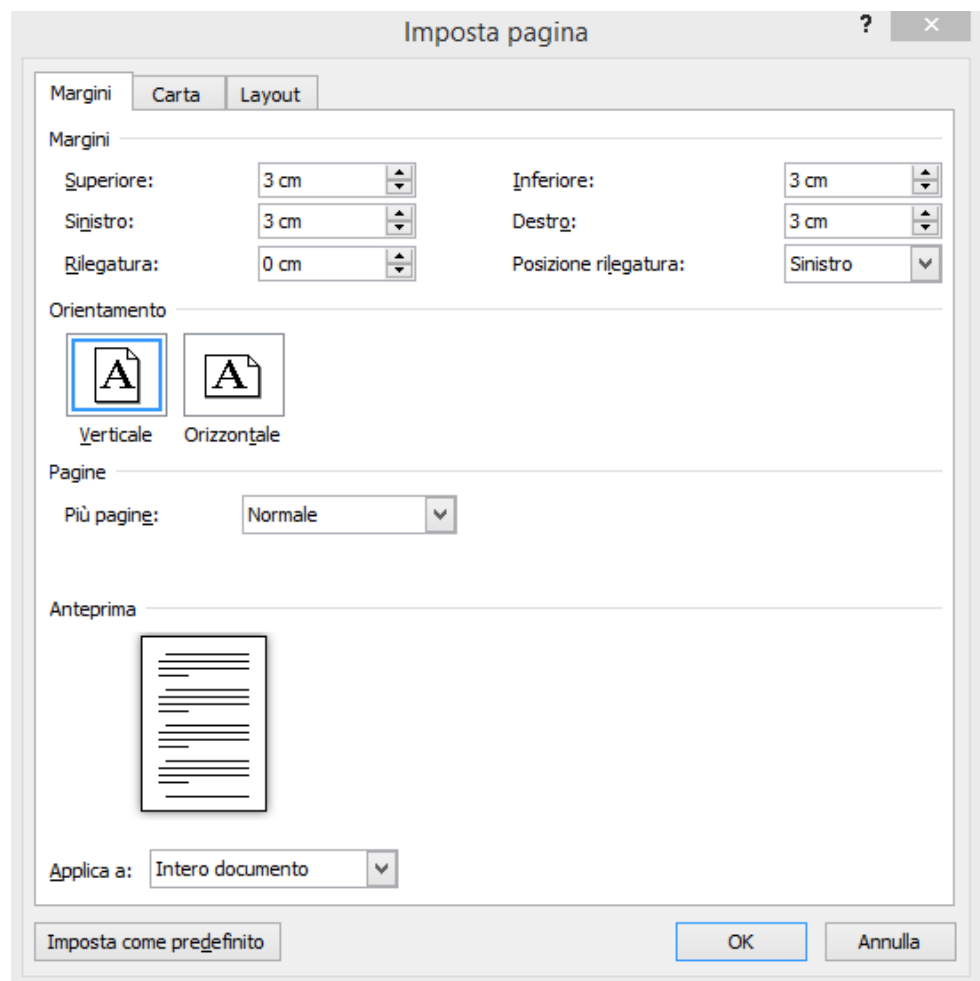 Imposta pagina ? ×
Margini Carta Layout
Margini
Superiore: 3 cm Inferiore: 3 cm
Sinistro: 3 cm Destro: 3 cm
Rilegatura: 0 cm Posizione rilegatura: Sinistro
Orientamento
A A
Verticale Orizzontale
Pagine
Più pagine: Normale
Anteprima
Applica a: Intero documento
Imposta come predefinito OK Annulla